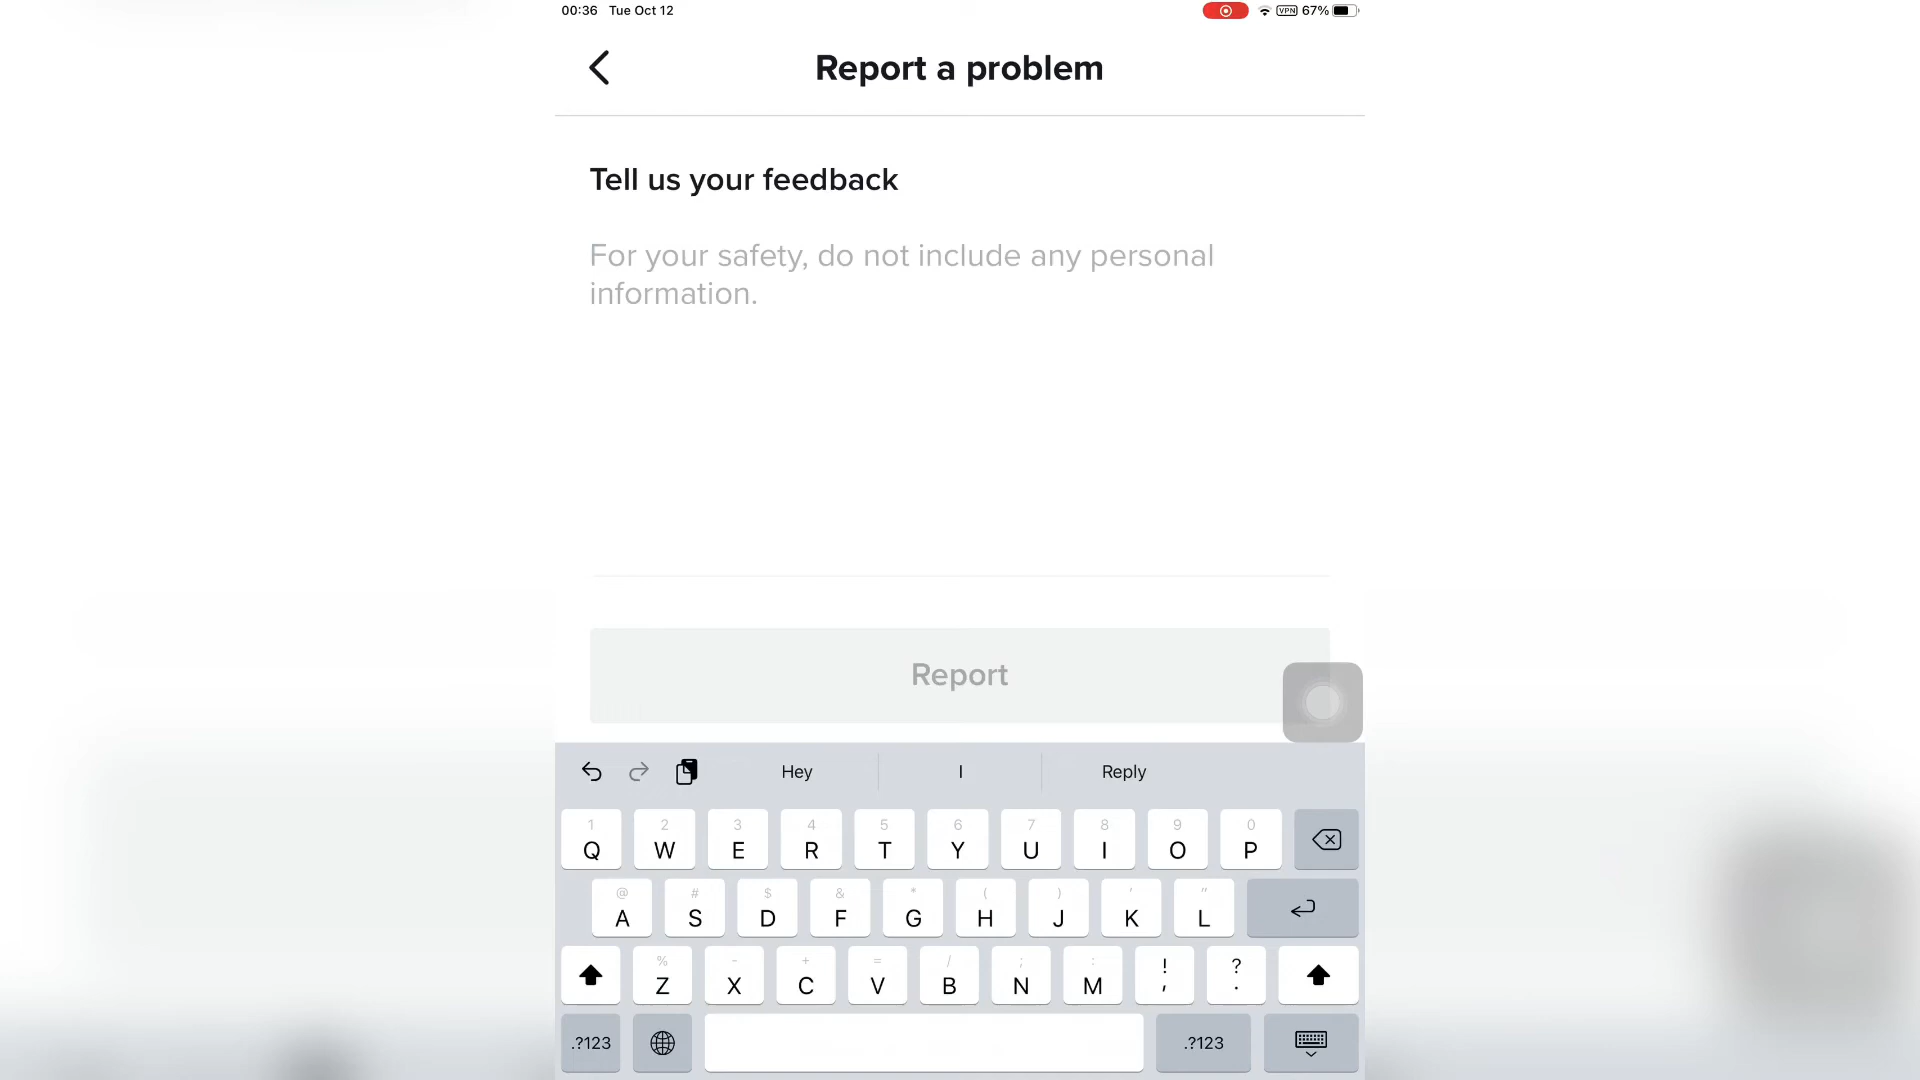 00:36 Tue Oct 12
VPN 67%
Report a problem
Tell us your feedback
For your safety, do not include any personal
information.
Report
Hey I Reply
1 2 3 4 5 6 7 8 9 0
Q W E R T Y U I O P
@ # $ & * ( ) ' "
A S D F G H J K L
% - + = / ; : ! ?
Z X C V B N M , .
.?123 .?123